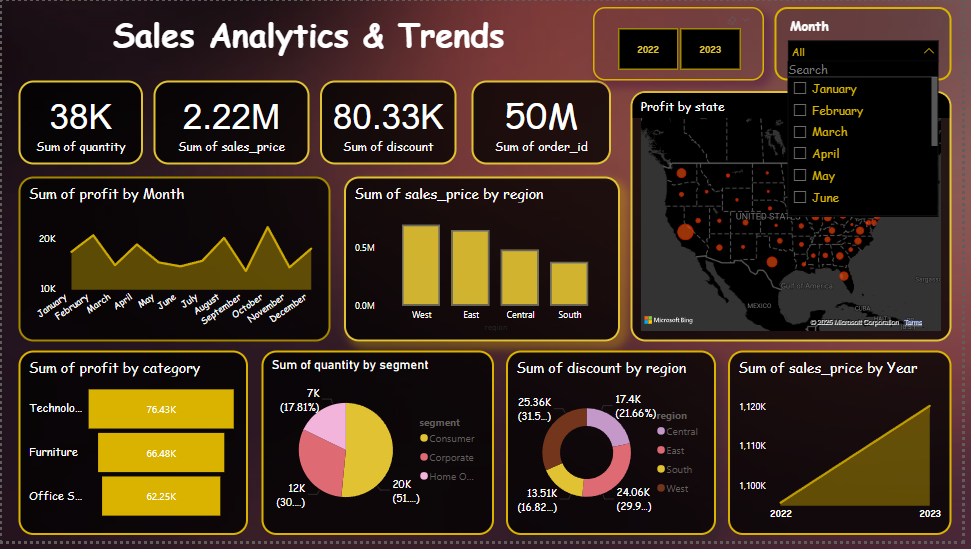 Sales Analytics & Trends
2022
2023
Month
All
Search
January
February
March
April
May
June
38K
Sum of quantity
2.22M
Sum of sales_price
80.33K
Sum of discount
50M
Sum of order_id
Profit by state
UNITED STAT
MEXICO
Gulf of America
CUBA
Microsoft Bing
© 2025 Microsoft Corporation Terms
Sum of profit by Month
20K
10K
January
February
March
April
May
June
July
August
September
October
November
December
Sum of sales_price by region
0.5M
0.0M
West
East
Central
South
region
Sum of profit by category
Technolo...
76.43K
Furniture
66.48K
Office S...
62.25K
Sum of quantity by segment
7K
(17.81%)
12K
(30....)
20K
(51....)
segment
Consumer
Corporate
Home O...
Sum of discount by region
25.36K
(31.5...)
17.4K
(21.66%)
13.51K
(16.82...)
24.06K
(29.9...)
region
Central
East
South
West
Sum of sales_price by Year
1,120K
1,110K
1,100K
2022
2023